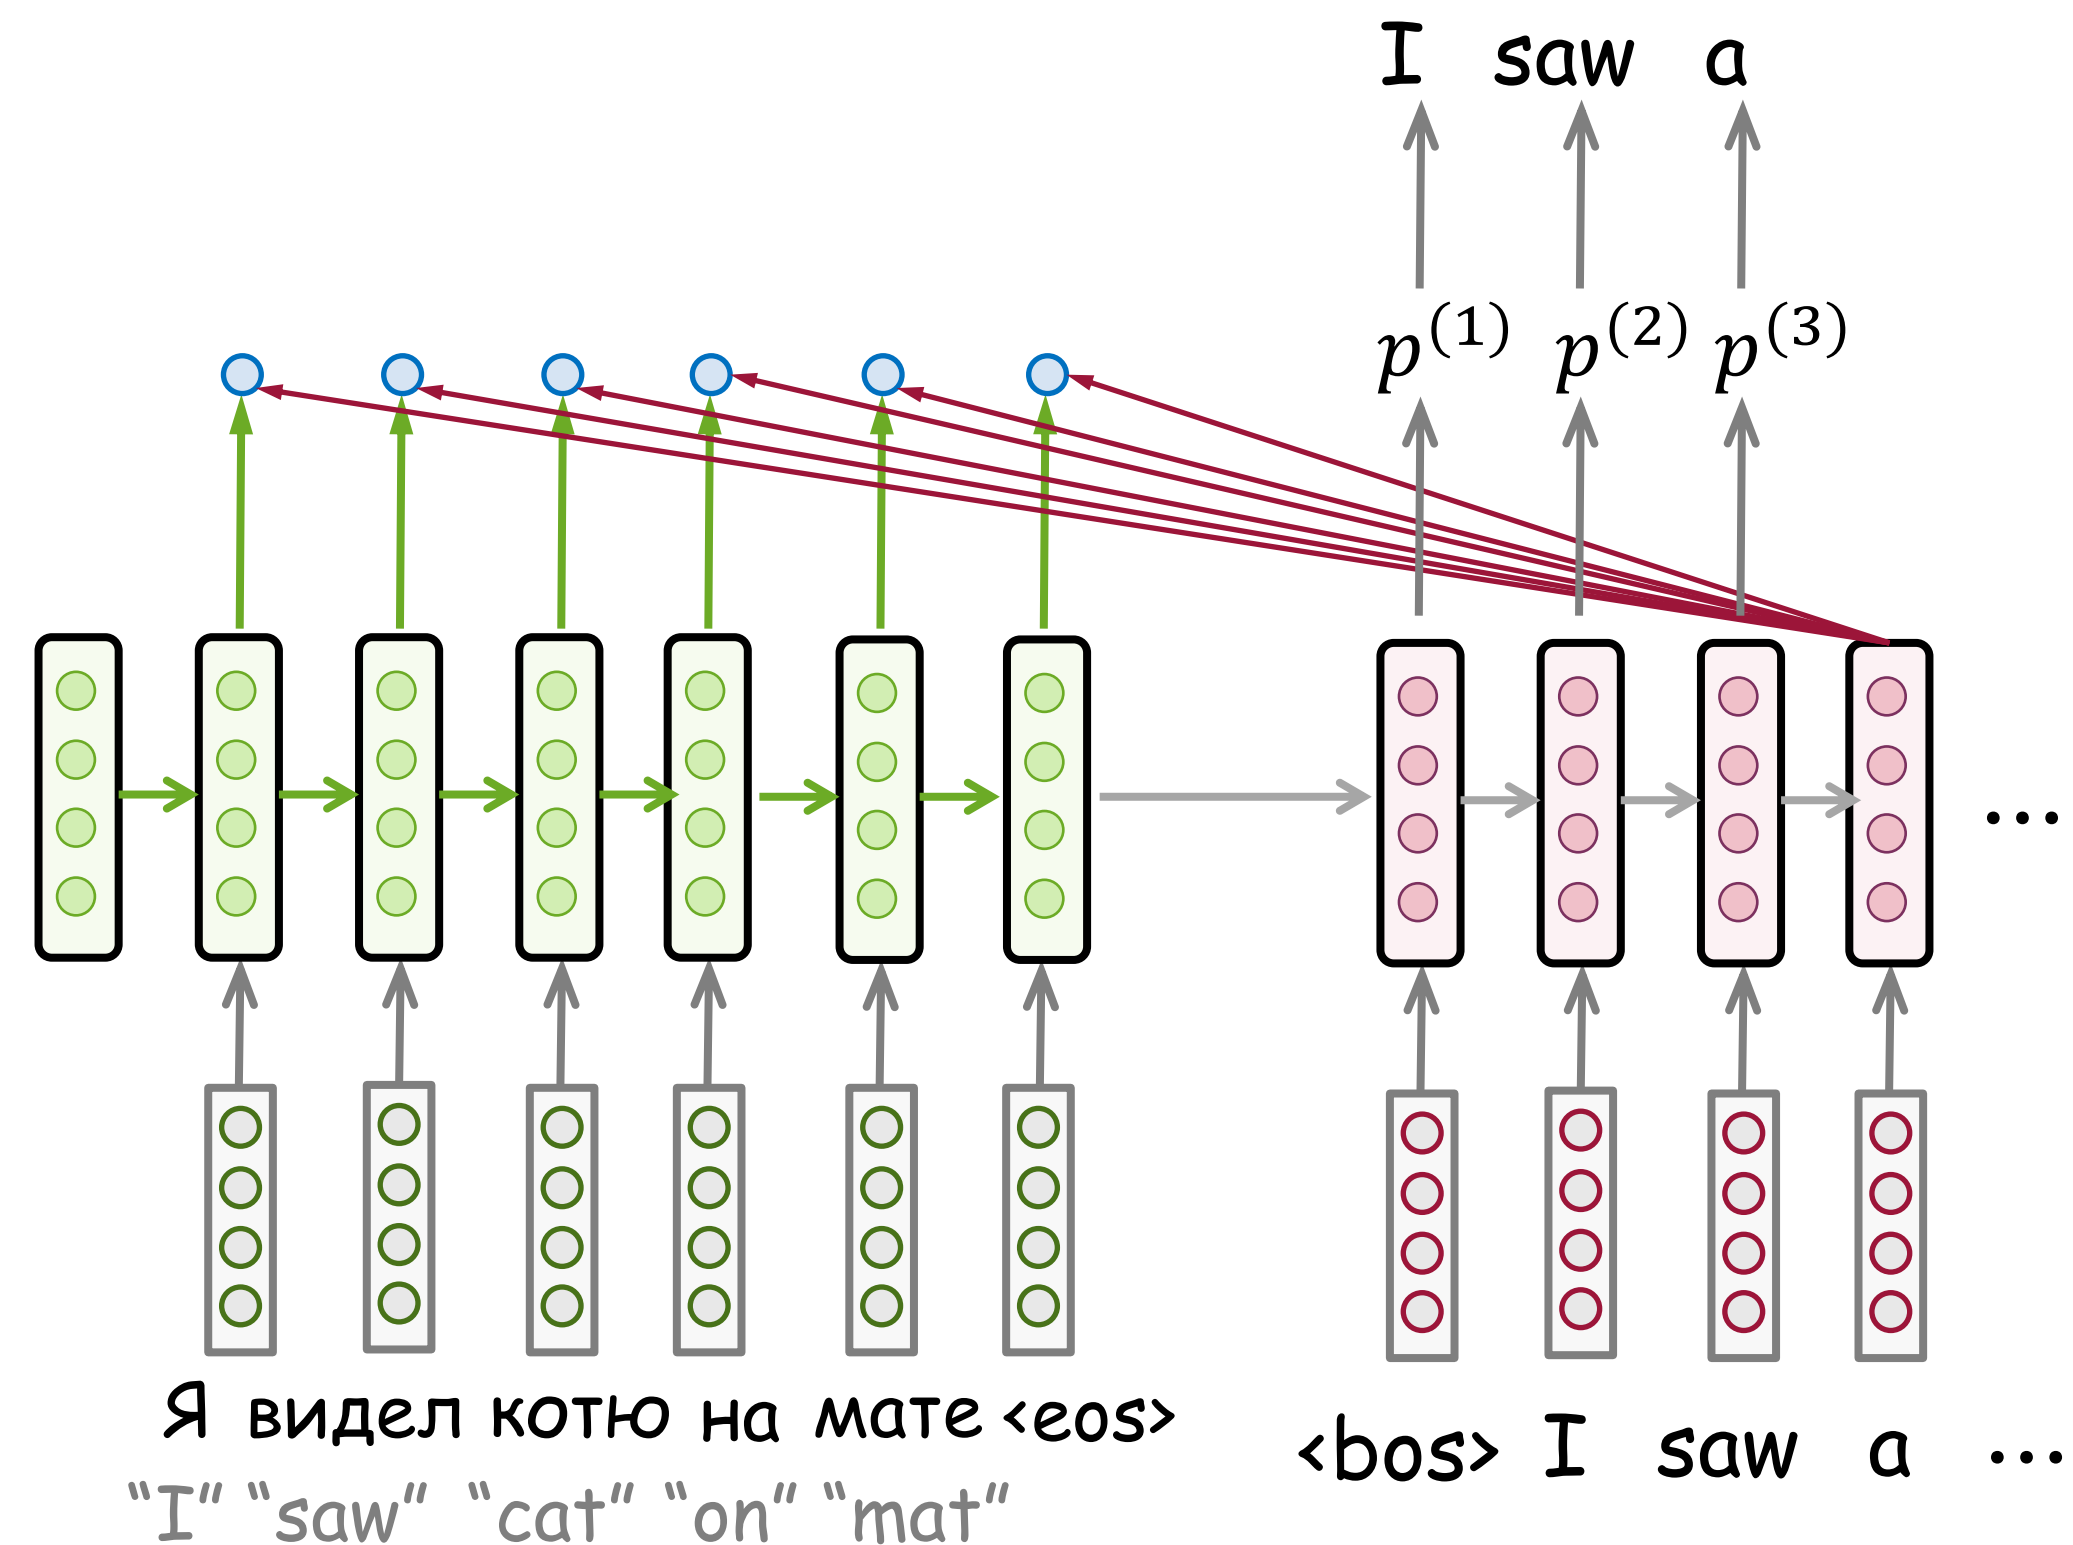 I saw a
p^(1) p^(2) p^(3)
...
Я видел котю на мате <eos>
<bos> I saw a ...
"I" "saw" "cat" "on" "mat"